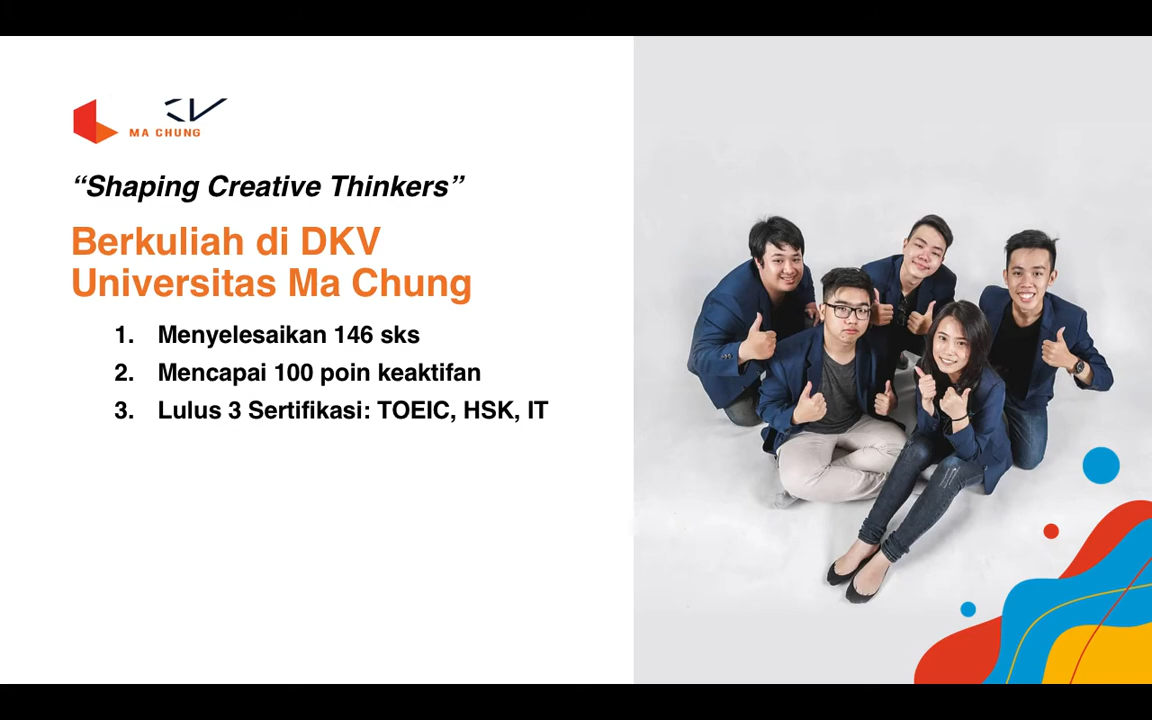 MA CHUNG
“Shaping Creative Thinkers”
Berkuliah di DKV
Universitas Ma Chung
1. Menyelesaikan 146 sks
2. Mencapai 100 poin keaktifan
3. Lulus 3 Sertifikasi: TOEIC, HSK, IT